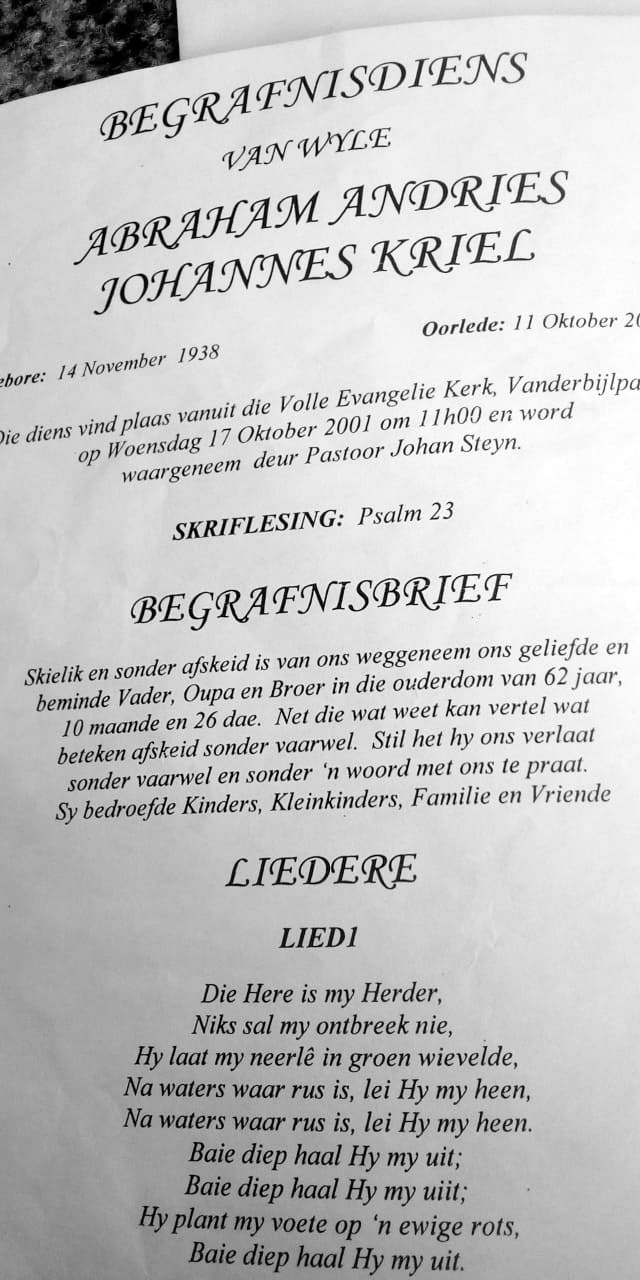 BEGRAFNISDIENS
VAN WYLE
ABRAHAM ANDRIES
JOHANNES KRIEL
Oorlede: 11 Oktober
14 November 1938
Die diens vind plaas vanuit die Volle Evangelie Kerk,
op Woensdag 17 Oktober 2001 om 11h00 en word
waargeneem deur Pastoor Johan Steyn.
SKRIFLESING: Psalm 23
BEGRAFNISBRIEF
Skielik en sonder afskeid is van ons weggeneem ons geliefde en
beminde Vader, Oupa en Broer in die ouderdom van 62 jaar,
10 maande en 26 dae. Net die wat weet kan vertel wat
beteken afskeid sonder vaarwel. Stil het hy ons verlaat
sonder vaarwel en sonder ‘n woord met ons te praat.
Sy bedroefde Kinders, Kleinkinders, Familie en Vriende
LIEDERE
LIED1
Die Here is my Herder,
Niks sal my ontbreek nie,
Hy laat my neerlê in groen wievelde,
Na waters waar rus is, lei Hy my heen,
Na waters waar rus is, lei Hy my heen.
Baie diep haal Hy my uit;
Baie diep haal Hy my uiit;
Hy plant my voete op ‘n ewige rots,
Baie diep haal Hy my uit.